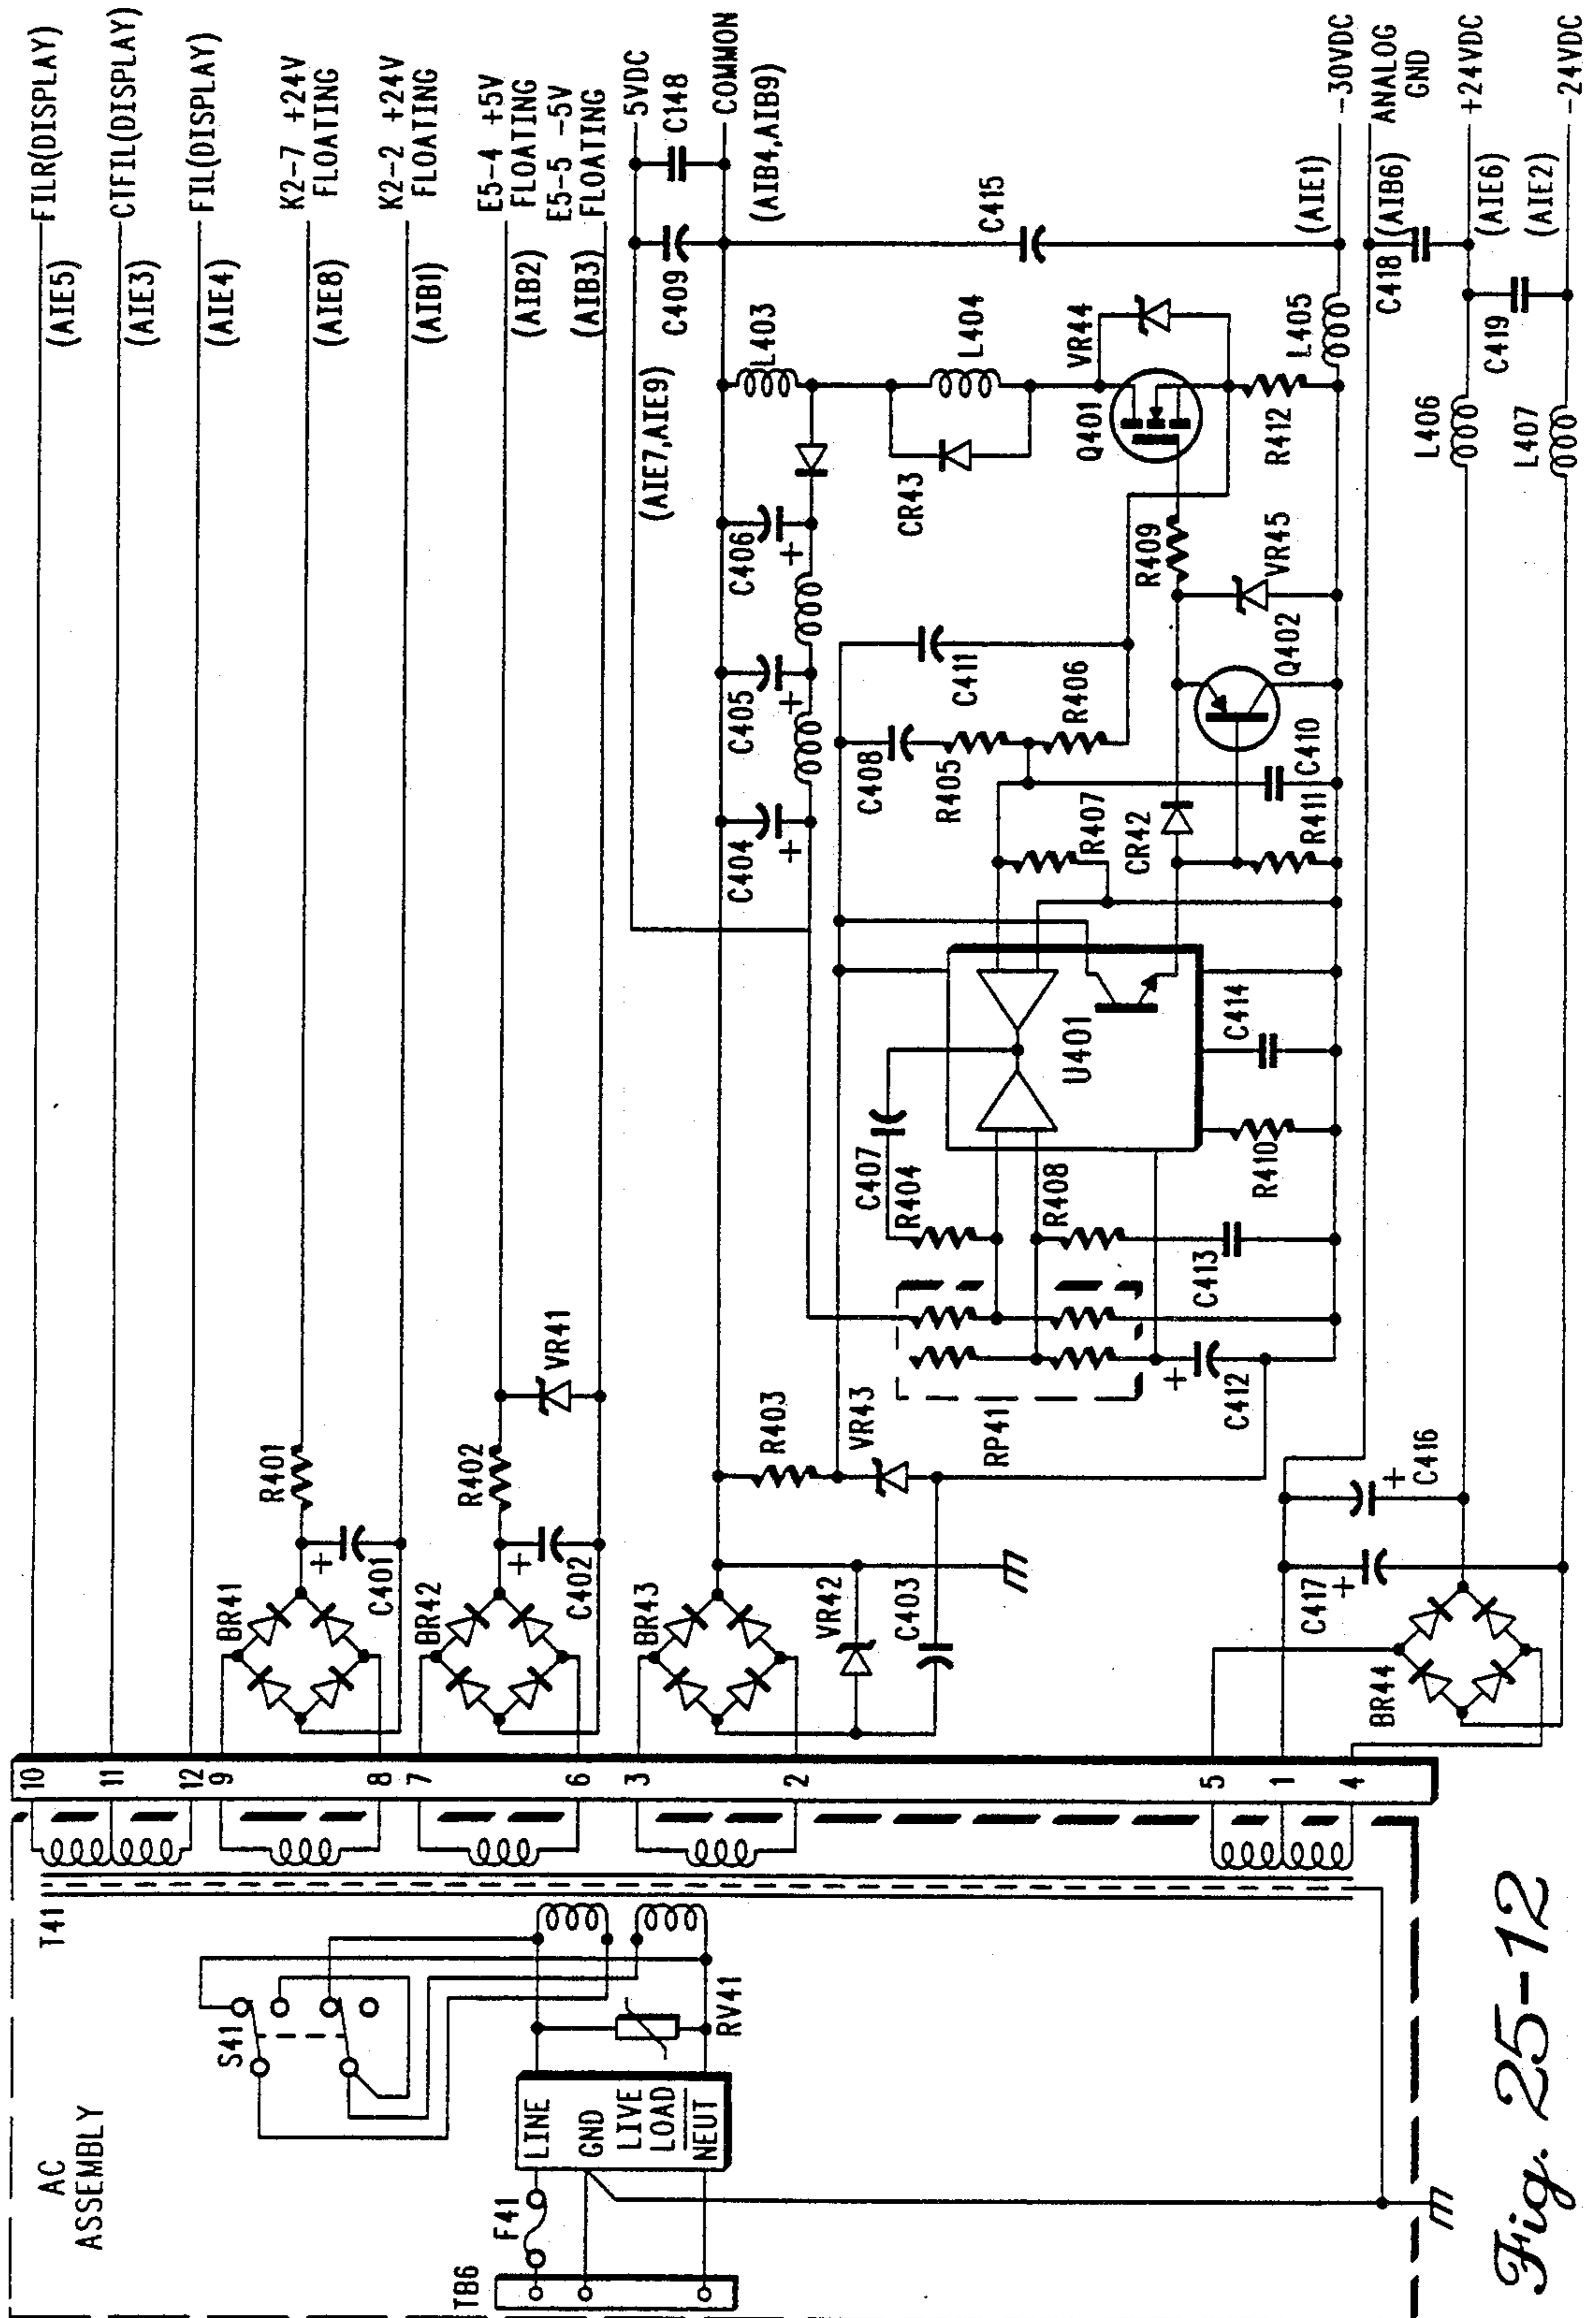 FILR(DISPLAY)
(AIE5)
CTFIL(DISPLAY)
(AIE3)
FIL(DISPLAY)
(AIE4)
K2-7 +24V
FLOATING
(AIE8)
K2-2 +24V
FLOATING
(AIB1)
E5-4 +5V
FLOATING
(AIB2)
E5-5 -5V
FLOATING
(AIB3)
5VDC
C148
COMMON
(AIB4,AIB9)
C409
(AIE7,AIE9)
C415
-30VDC
(AIE1)
ANALOG
GND
(AIB6)
C418
+24VDC
(AIE6)
-24VDC
(AIE2)
C419
L403
L404
VR44
Q401
CR43
R412
L405
L406
L407
C406
+
C405
+
C404
+
C411
R409
VR45
Q402
C408
R405
R406
C410
R407
CR42
R411
U401
C414
R410
C407
R404
R408
C413
RP41
+
C412
R403
VR43
VR41
R401
R402
+
C401
+
C402
BR41
BR42
BR43
VR42
C403
C416
+
C417
+
BR44
10
11
12
9
8
7
6
3
2
5
1
4
T41
S41
RV41
AC
ASSEMBLY
LINE
GND
LIVE
LOAD
NEUT
F41
TB6
Fig. 25-12